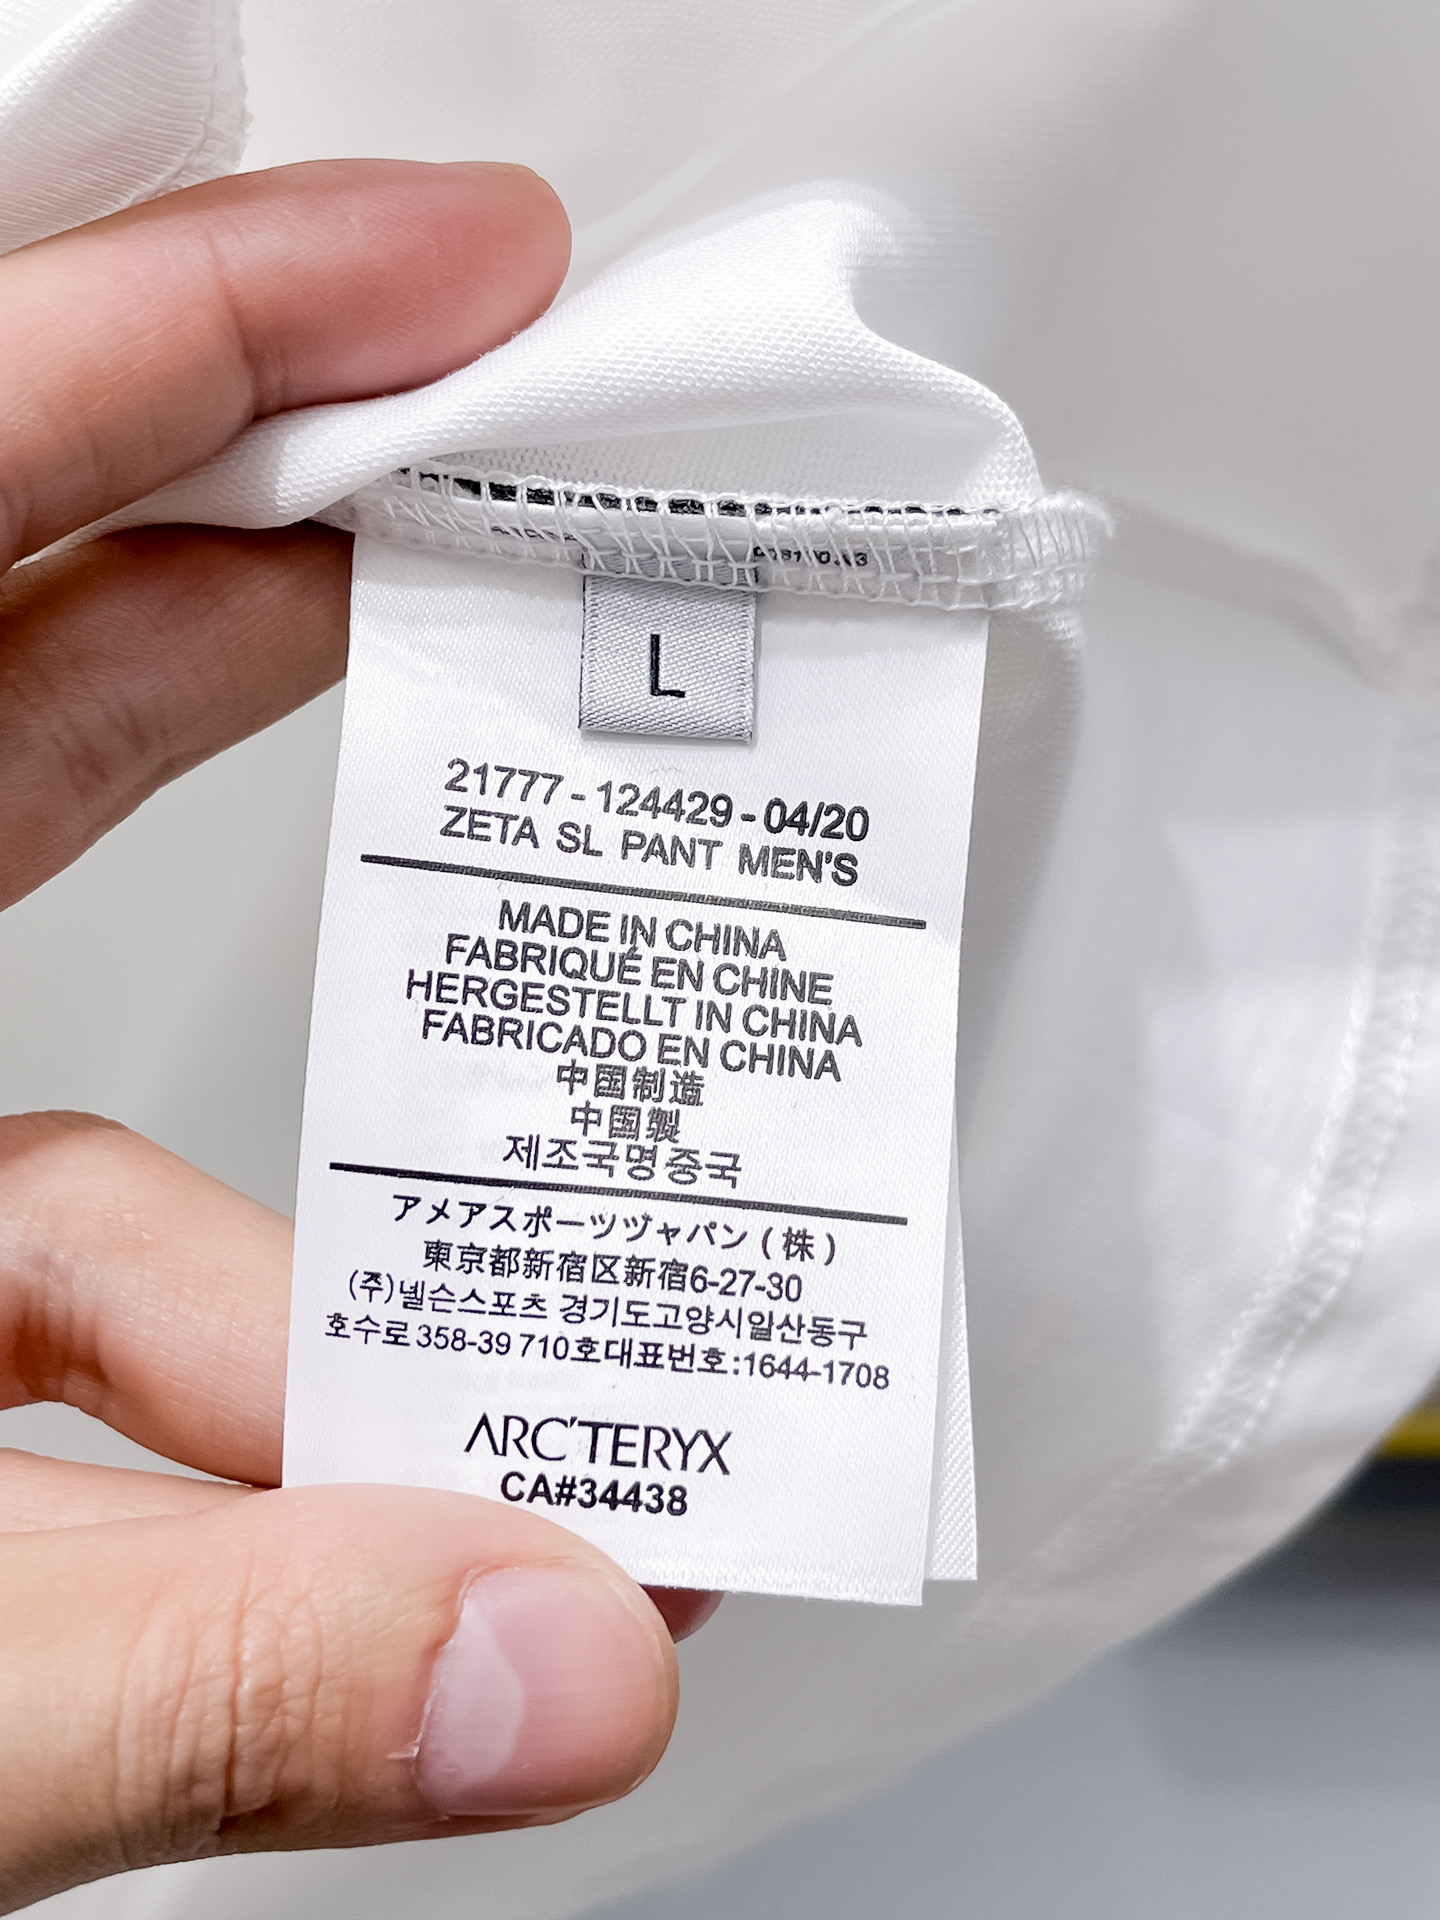 L
21777 - 124429 - 04/20
ZETA SL PANT MEN'S
MADE IN CHINA
FABRIQUÉ EN CHINE
HERGESTELLT IN CHINA
FABRICADO EN CHINA
中国制造
中国製
제조국명중국
アメアスポーツヅャパン (株)
東京都新宿区新宿6-27-30
(주)넬슨스포츠 경기도고양시일산동구
호수로358-39 710호대표번호:1644-1708
ARC'TERYX
CA#34438